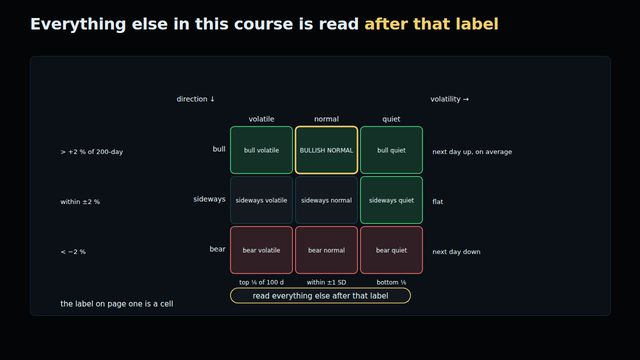 Everything else in this course is read after that label
direction ↓
volatility →
volatile normal quiet
> +2 % of 200-day bull bull volatile BULLISH NORMAL bull quiet next day up, on average
within ±2 % sideways sideways volatile sideways normal sideways quiet flat
< −2 % bear bear volatile bear normal bear quiet next day down
top ⅙ of 100 d within ±1 SD bottom ⅙
read everything else after that label
the label on page one is a cell